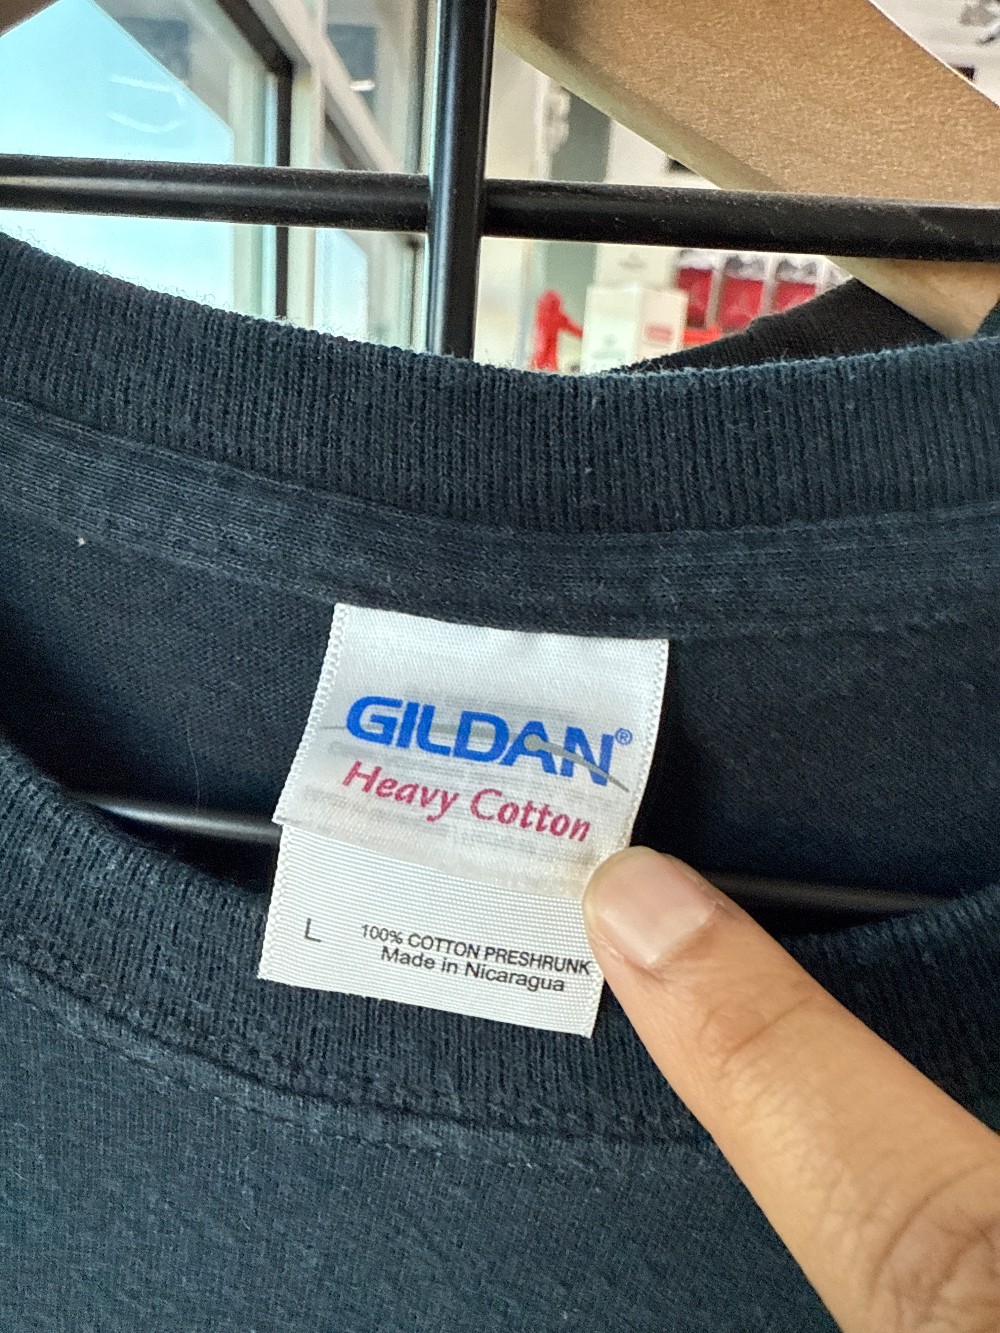 GILDAN®
Heavy Cotton
L
100% COTTON PRESHRUNK
Made in Nicaragua